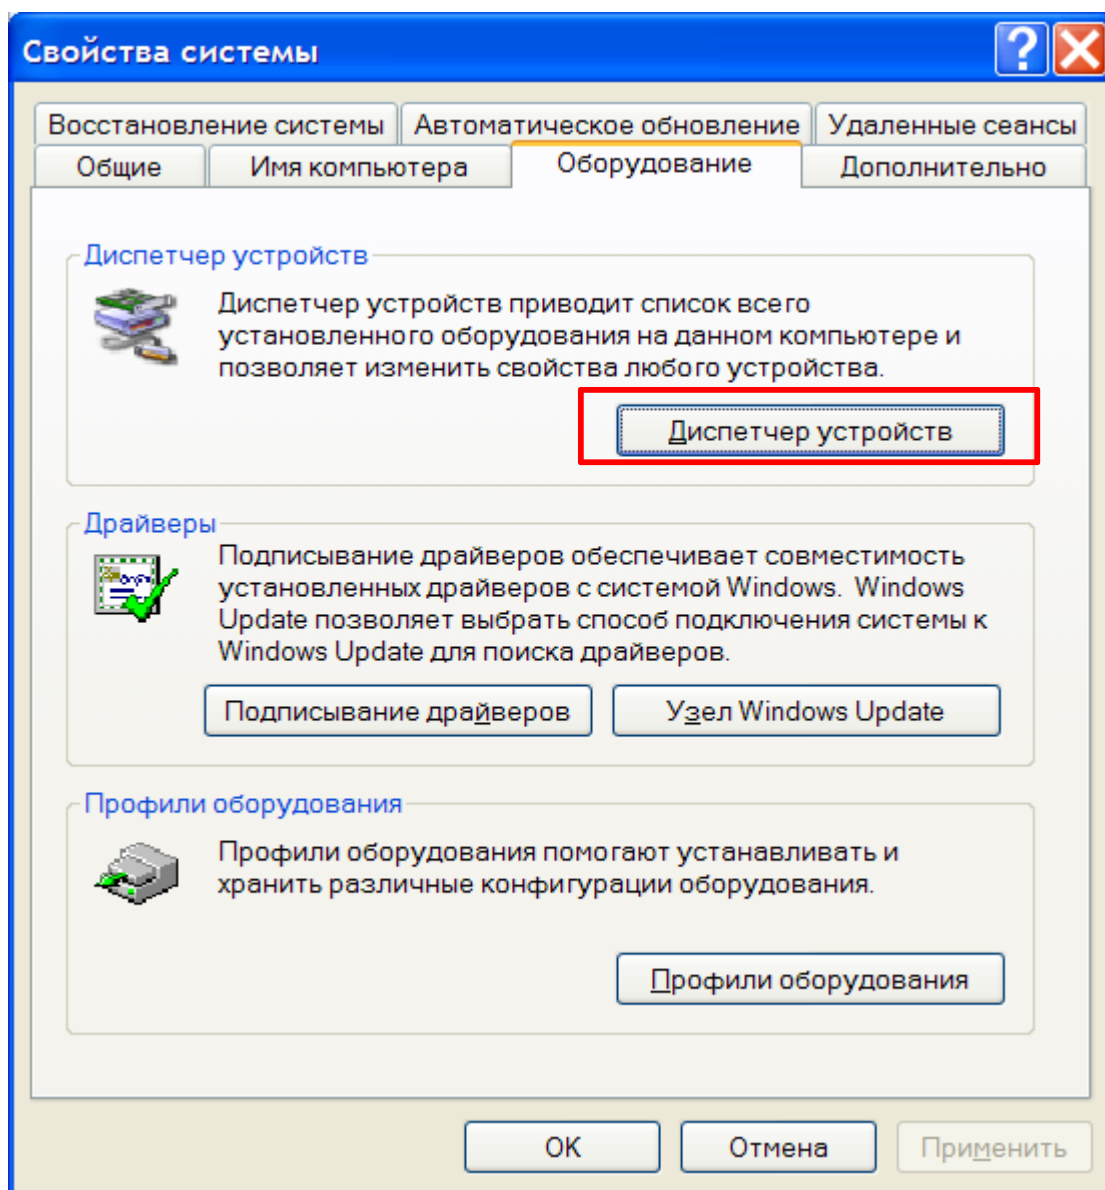 Свойства системы
Восстановление системы Автоматическое обновление Удаленные сеансы
Общие Имя компьютера Оборудование Дополнительно
Диспетчер устройств
Диспетчер устройств приводит список всего
установленного оборудования на данном компьютере и
позволяет изменить свойства любого устройства.
Диспетчер устройств
Драйверы
Подписывание драйверов обеспечивает совместимость
установленных драйверов с системой Windows. Windows
Update позволяет выбрать способ подключения системы к
Windows Update для поиска драйверов.
Подписывание драйверов Узел Windows Update
Профили оборудования
Профили оборудования помогают устанавливать и
хранить различные конфигурации оборудования.
Профили оборудования
OK Отмена Применить